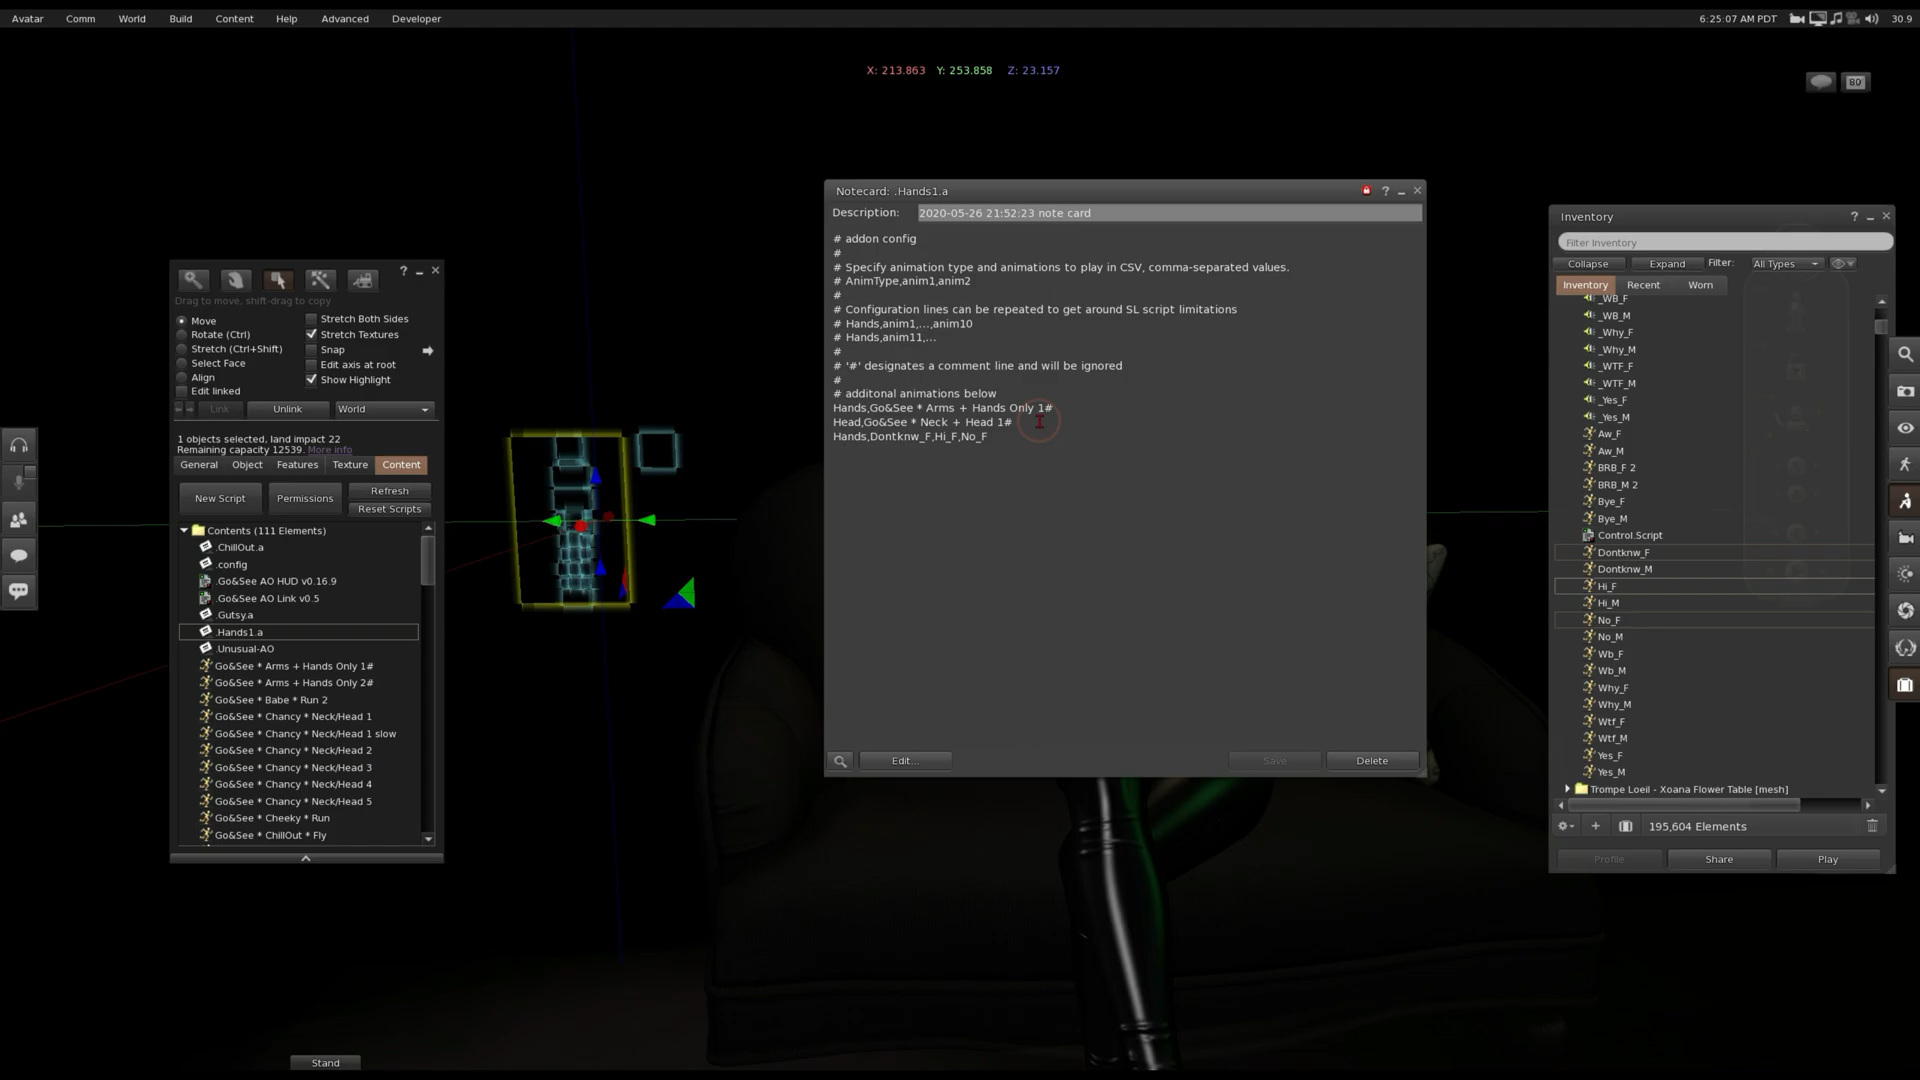 Avatar Comm World Build Content Help Advanced Developer
6:25:07 AM PDT
30.9
X: 213.863 Y: 253.858 Z: 23.157
80
Drag to move, shift-drag to copy
Move
Rotate (Ctrl)
Stretch (Ctrl+Shift)
Select Face
Align
Edit linked
Stretch Both Sides
Stretch Textures
Snap
Edit axis at root
Show Highlight
Link Unlink World
1 objects selected, land impact 22
Remaining capacity 12539. More info
General Object Features Texture Content
New Script Permissions Refresh
Reset Scripts
Contents (111 Elements)
.ChillOut.a
.config
.Go&See AO HUD v0.16.9
.Go&See AO Link v0.5
.Gutsy.a
.Hands1.a
.Unusual-AO
Go&See * Arms + Hands Only 1#
Go&See * Arms + Hands Only 2#
Go&See * Babe * Run 2
Go&See * Chancy * Neck/Head 1
Go&See * Chancy * Neck/Head 1 slow
Go&See * Chancy * Neck/Head 2
Go&See * Chancy * Neck/Head 3
Go&See * Chancy * Neck/Head 4
Go&See * Chancy * Neck/Head 5
Go&See * Cheeky * Run
Go&See * ChillOut * Fly
Stand
Notecard: .Hands1.a
Description: 2020-05-26 21:52:23 note card
# addon config
#
# Specify animation type and animations to play in CSV, comma-separated values.
# AnimType,anim1,anim2
#
# Configuration lines can be repeated to get around SL script limitations
# Hands,anim1,...,anim10
# Hands,anim11,...
#
# '#' designates a comment line and will be ignored
#
# additonal animations below
Hands,Go&See * Arms + Hands Only 1#
Head,Go&See * Neck + Head 1#
Hands,Dontknw_F,Hi_F,No_F
Edit... Save Delete
Inventory
Filter Inventory
Collapse Expand Filter: All Types
Inventory Recent Worn
_WB_F
_WB_M
_Why_F
_Why_M
_WTF_F
_WTF_M
_Yes_F
_Yes_M
Aw_F
Aw_M
BRB_F 2
BRB_M 2
Bye_F
Bye_M
Control.Script
Dontknw_F
Dontknw_M
Hi_F
Hi_M
No_F
No_M
Wb_F
Wb_M
Why_F
Why_M
Wtf_F
Wtf_M
Yes_F
Yes_M
Trompe Loeil - Xoana Flower Table [mesh]
195,604 Elements
Profile Share Play